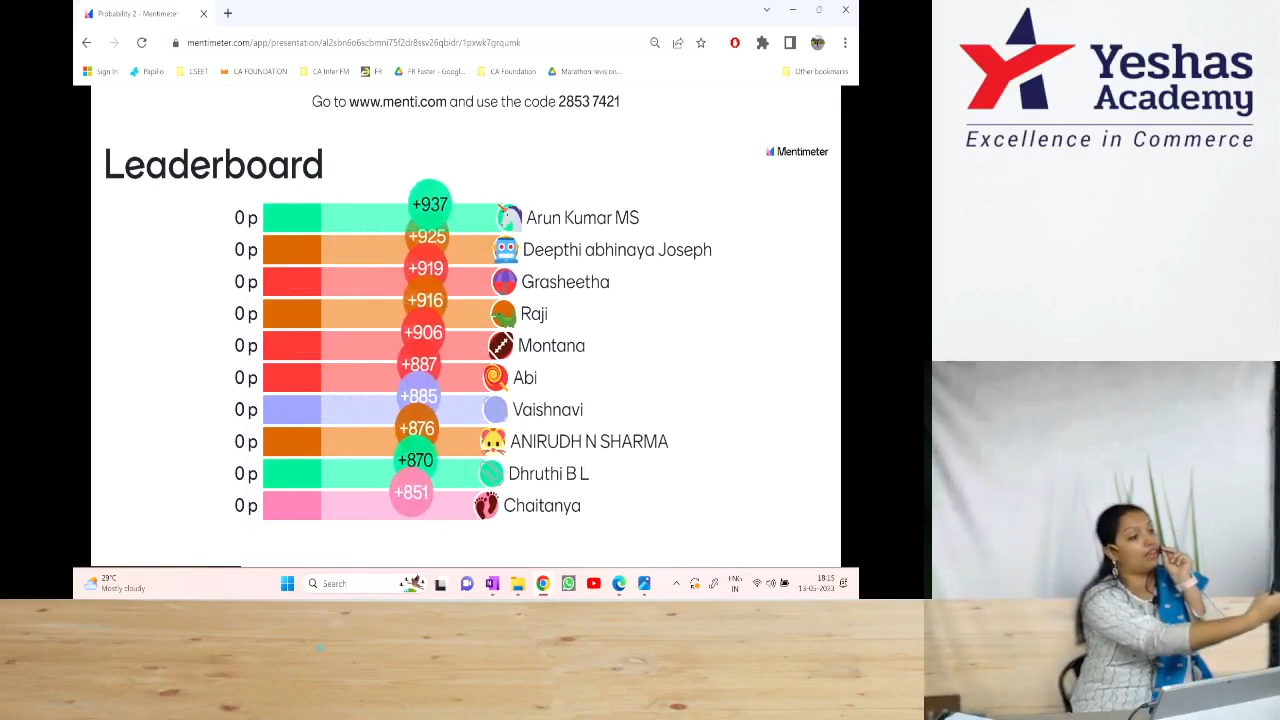 Probability 2 - Mentimeter
mentimeter.com/app/presentation/al2sbn6o6scbmni75f2dr8ssv26qbidr/1pxwk7grqumk
Sign In Papilio CSEET CA FOUNDATION CA Inter FM FR FR Faster - Googl... CA Foundation Marathon revis on... Other bookmarks
Go to www.menti.com and use the code 2853 7421
Leaderboard
Mentimeter
0 p +937 Arun Kumar MS
0 p +925 Deepthi abhinaya Joseph
0 p +919 Grasheetha
0 p +916 Raji
0 p +906 Montana
0 p +887 Abi
0 p +885 Vaishnavi
0 p +876 ANIRUDH N SHARMA
0 p +870 Dhruthi B L
0 p +851 Chaitanya
29°C
Mostly cloudy
Search
ENG
IN
18:15
13-05-2023
Yeshas
Academy
Excellence in Commerce